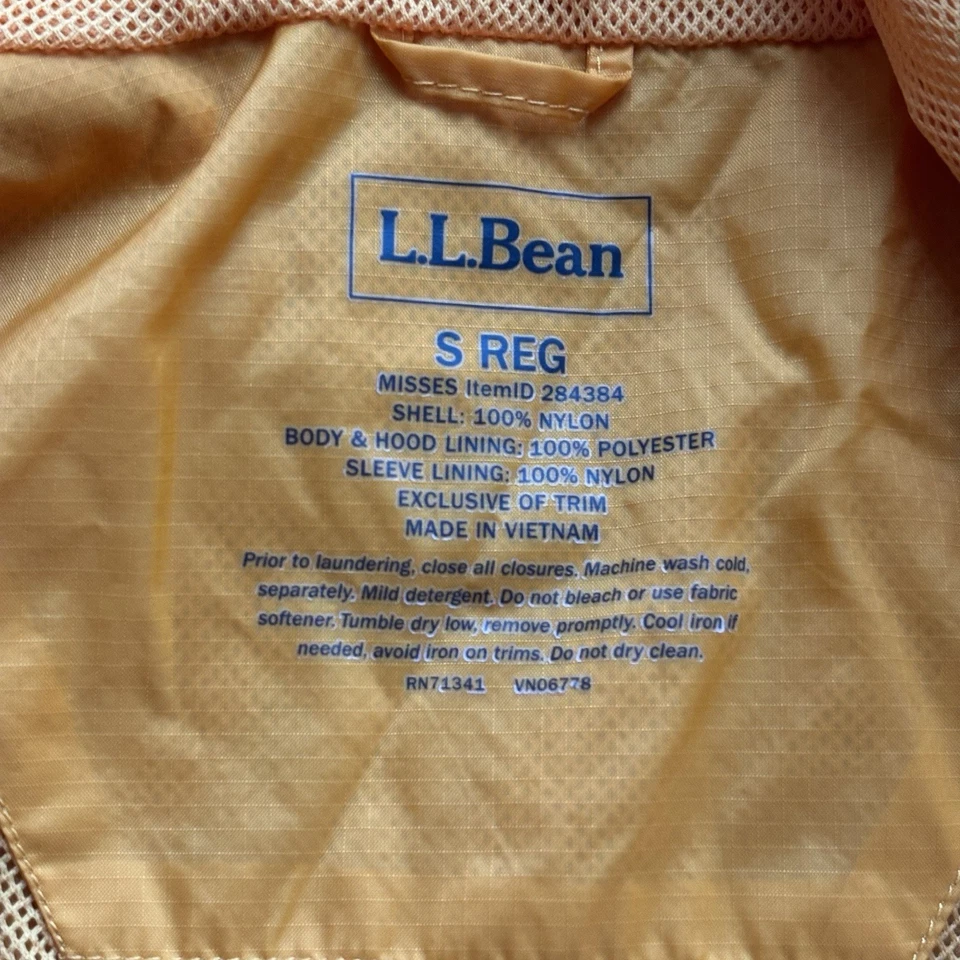 L.L.Bean
S REG
MISSES ItemID 284384
SHELL: 100% NYLON
BODY & HOOD LINING: 100% POLYESTER
SLEEVE LINING: 100% NYLON
EXCLUSIVE OF TRIM
MADE IN VIETNAM
Prior to laundering, close all closures. Machine wash cold,
separately. Mild detergent. Do not bleach or use fabric
softener. Tumble dry low, remove promptly. Cool iron if
needed, avoid iron on trims. Do not dry clean.
RN71341 VN06778